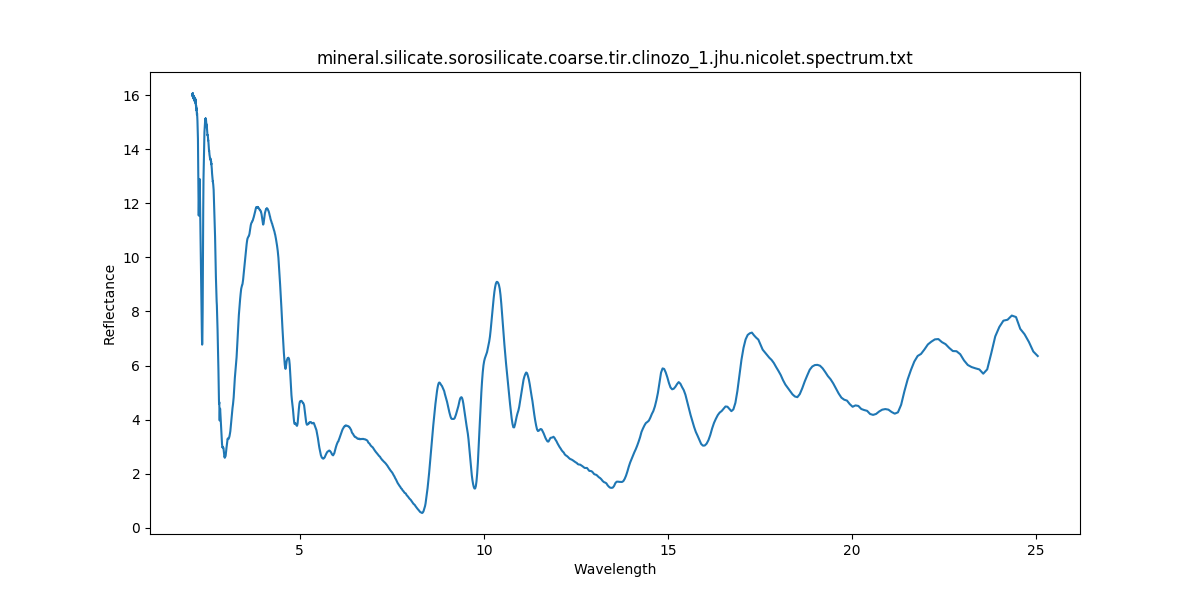 mineral.silicate.sorosilicate.coarse.tir.clinozo_1.jhu.nicolet.spectrum.txt
16
14
12
10
8
6
4
2
0
Reflectance
5 10 15 20 25
Wavelength